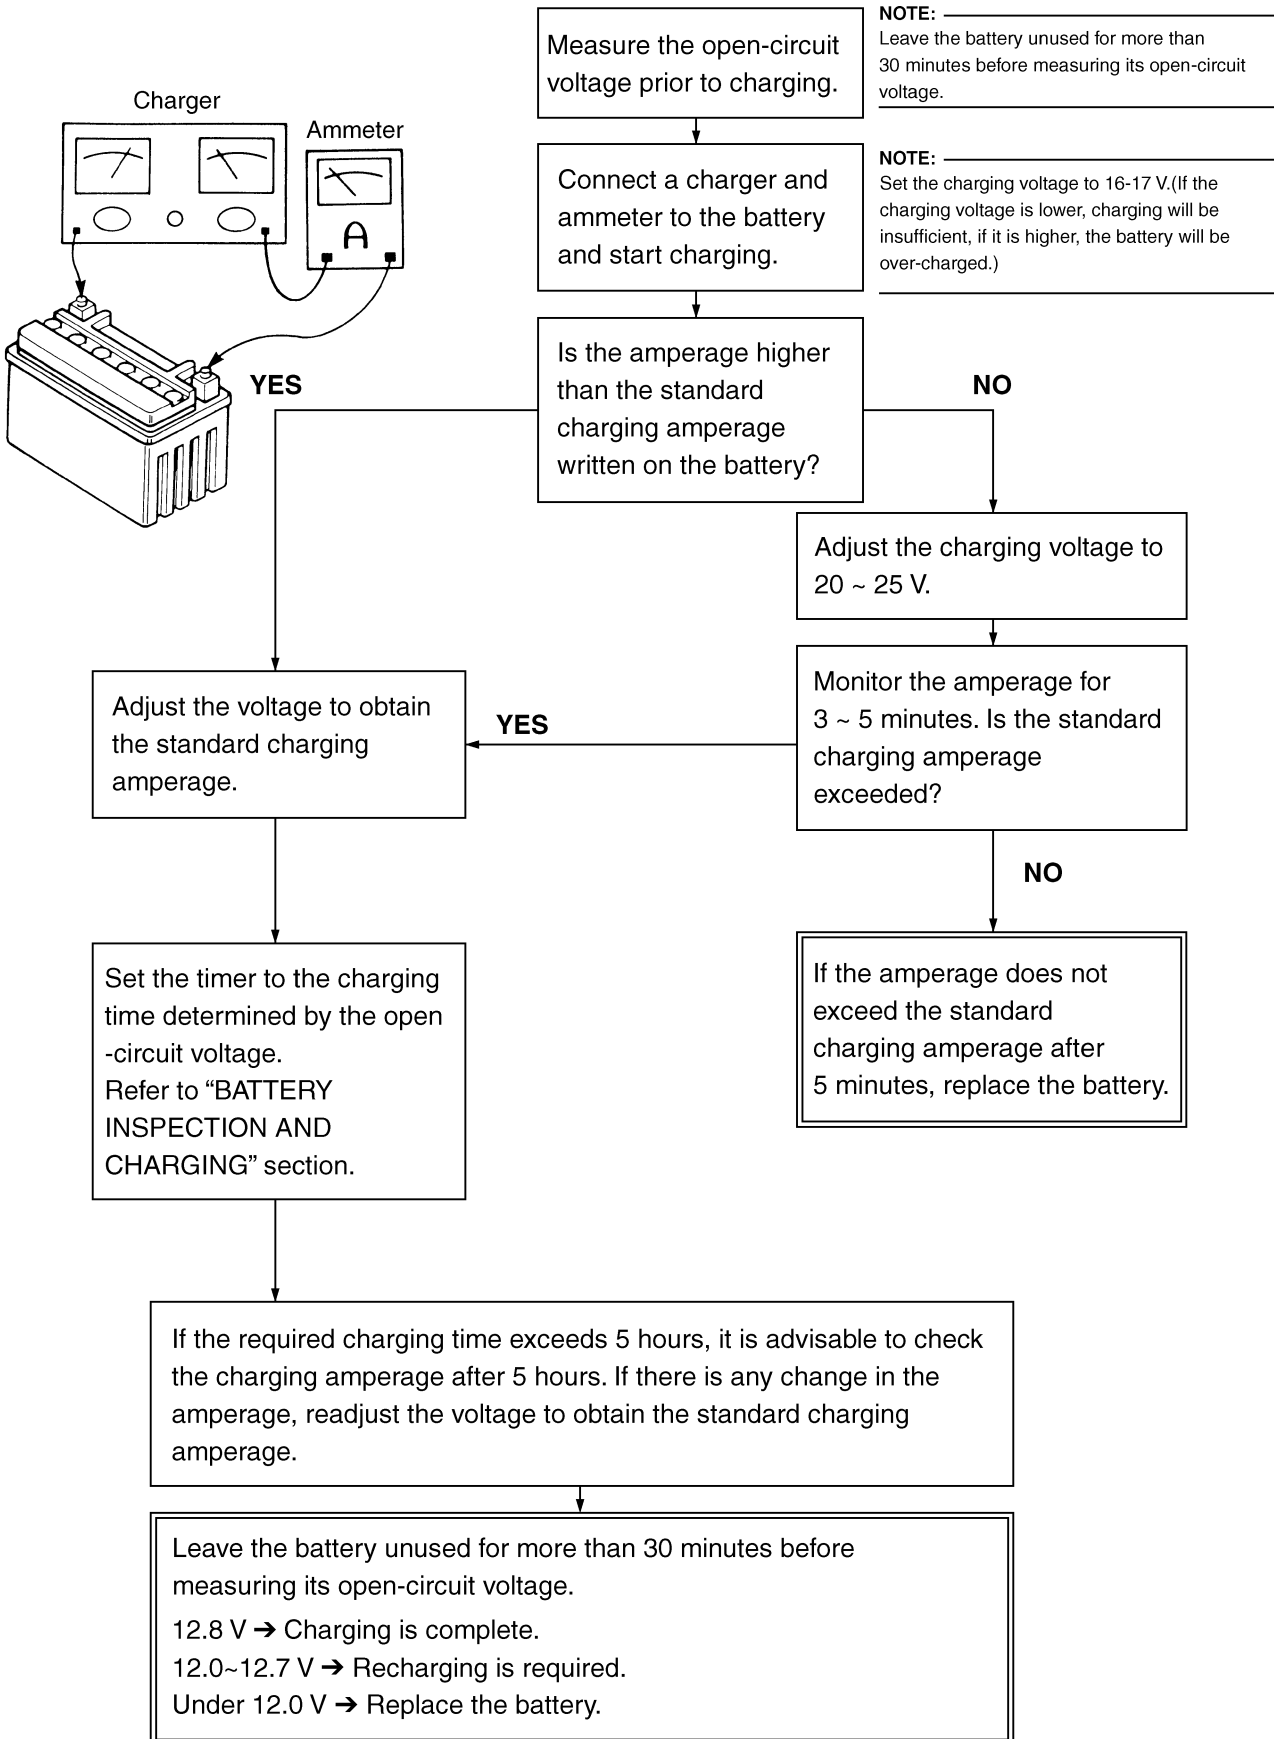 Measure the open-circuit
voltage prior to charging.
NOTE:
Leave the battery unused for more than
30 minutes before measuring its open-circuit
voltage.
Charger
Ammeter
A
Connect a charger and
ammeter to the battery
and start charging.
NOTE:
Set the charging voltage to 16-17 V.(If the
charging voltage is lower, charging will be
insufficient, if it is higher, the battery will be
over-charged.)
Is the amperage higher
than the standard
charging amperage
written on the battery?
YES
NO
Adjust the charging voltage to
20 ~ 25 V.
Monitor the amperage for
3 ~ 5 minutes. Is the standard
charging amperage
exceeded?
YES
Adjust the voltage to obtain
the standard charging
amperage.
NO
If the amperage does not
exceed the standard
charging amperage after
5 minutes, replace the battery.
Set the timer to the charging
time determined by the open
-circuit voltage.
Refer to “BATTERY
INSPECTION AND
CHARGING” section.
If the required charging time exceeds 5 hours, it is advisable to check
the charging amperage after 5 hours. If there is any change in the
amperage, readjust the voltage to obtain the standard charging
amperage.
Leave the battery unused for more than 30 minutes before
measuring its open-circuit voltage.
12.8 V ➔ Charging is complete.
12.0~12.7 V ➔ Recharging is required.
Under 12.0 V ➔ Replace the battery.